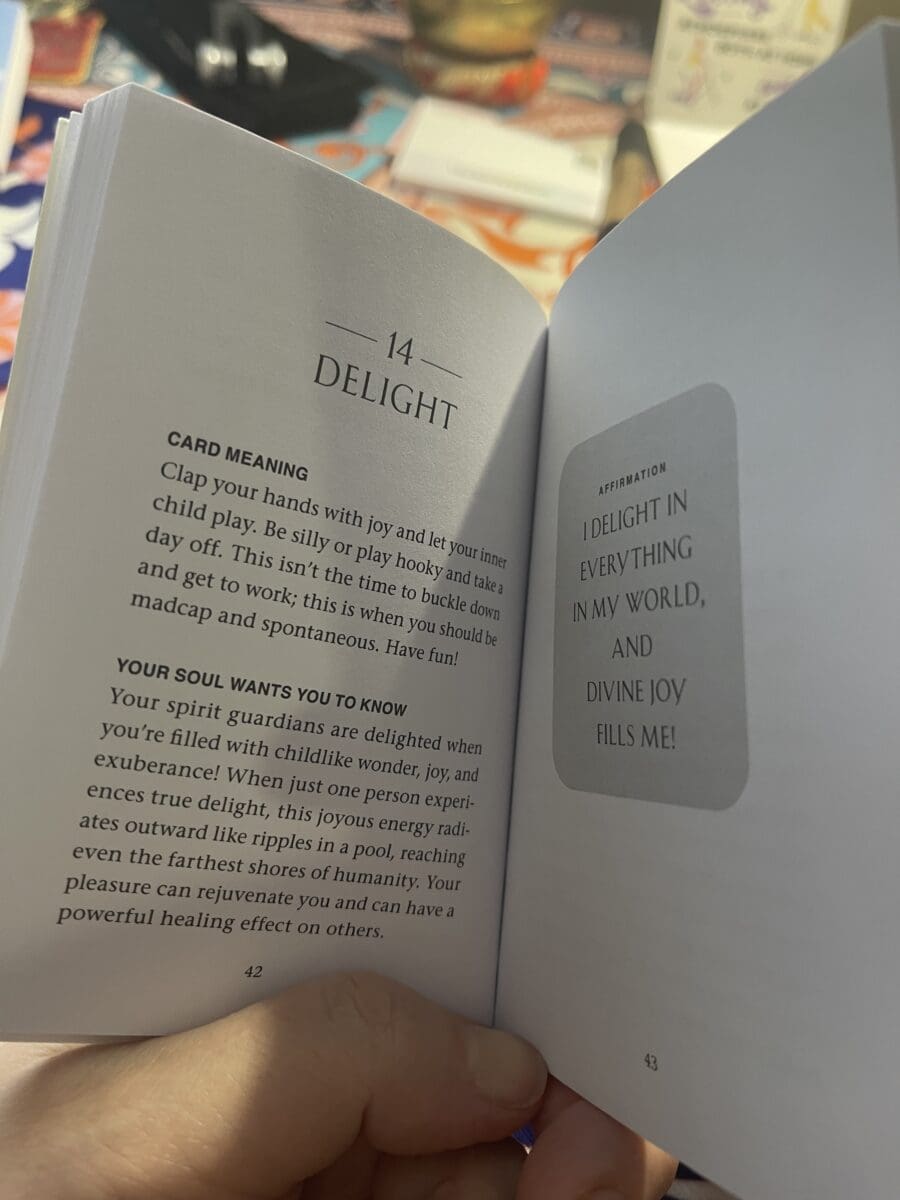 — 14 —
DELIGHT
CARD MEANING
Clap your hands with joy and let your inner
child play. Be silly or play hooky and take a
day off. This isn't the time to buckle down
and get to work; this is when you should be
madcap and spontaneous. Have fun!
YOUR SOUL WANTS YOU TO KNOW
Your spirit guardians are delighted when
you're filled with childlike wonder, joy, and
exuberance! When just one person experi-
ences true delight, this joyous energy radi-
ates outward like ripples in a pool, reaching
even the farthest shores of humanity. Your
pleasure can rejuvenate you and can have a
powerful healing effect on others.
42
AFFIRMATION
I DELIGHT IN
EVERYTHING
IN MY WORLD,
AND
DIVINE JOY
FILLS ME!
43